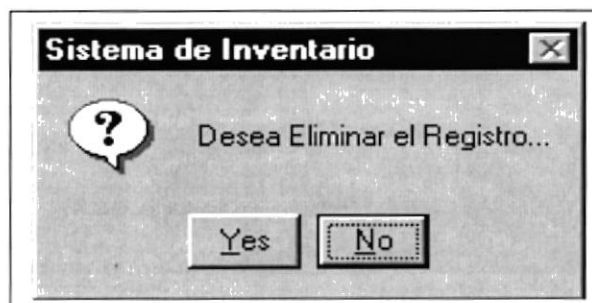 Sistema de Inventario
?
Desea Eliminar el Registro...
Yes
No